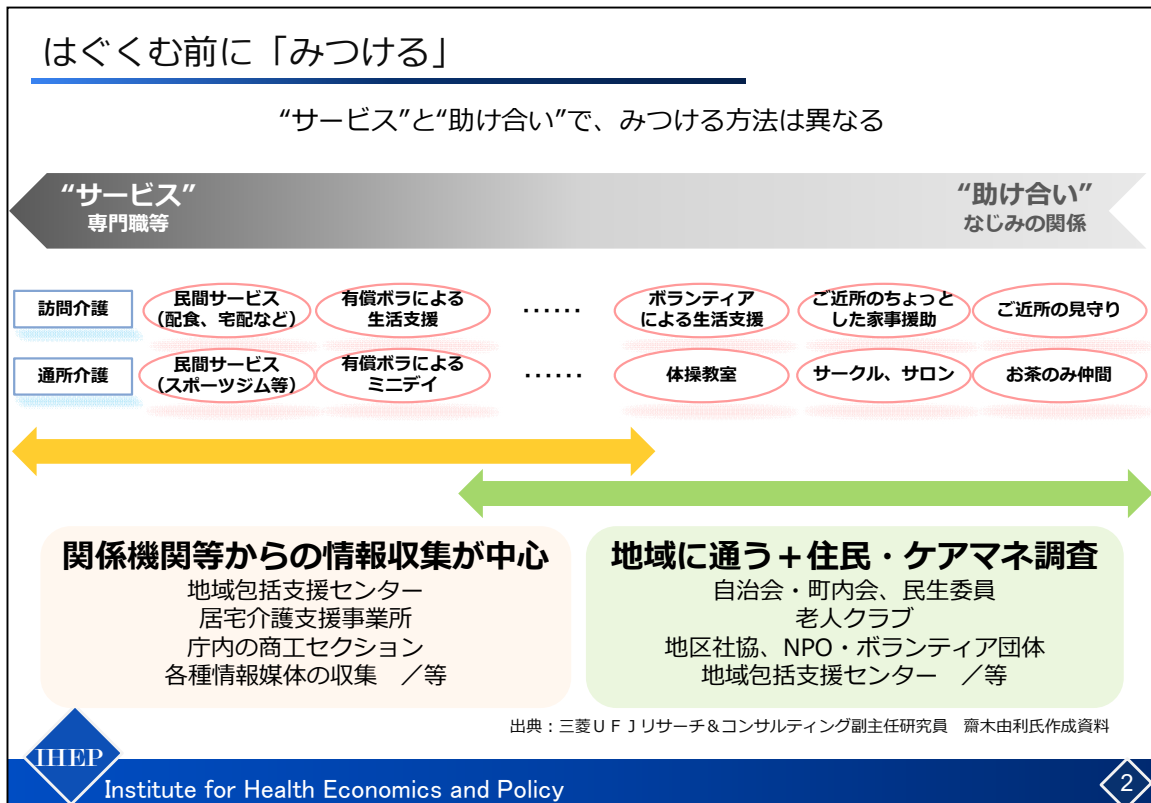 はぐくむ前に「みつける」
“サービス”と“助け合い”で、みつける方法は異なる
“サービス”
専門職等
“助け合い”
なじみの関係
訪問介護
民間サービス
（配食、宅配など）
有償ボラによる
生活支援
……
ボランティア
による生活支援
ご近所のちょっと
した家事援助
ご近所の見守り
通所介護
民間サービス
（スポーツジム等）
有償ボラによる
ミニデイ
……
体操教室
サークル、サロン
お茶のみ仲間
関係機関等からの情報収集が中心
地域包括支援センター
居宅介護支援事業所
庁内の商工セクション
各種情報媒体の収集　／等
地域に通う＋住民・ケアマネ調査
自治会・町内会、民生委員
老人クラブ
地区社協、NPO・ボランティア団体
地域包括支援センター　／等
出典：三菱ＵＦＪリサーチ＆コンサルティング副主任研究員　齋木由利氏作成資料
IHEP
Institute for Health Economics and Policy
2